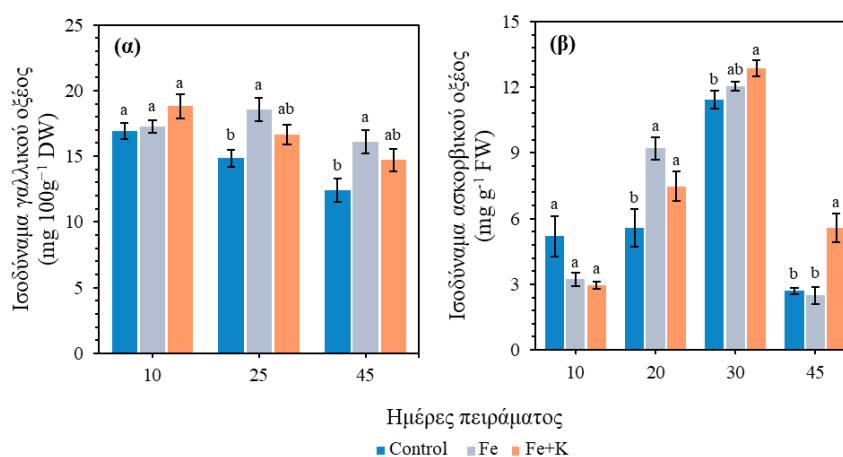 (α)
Ισοδύναμα γαλλικού οξέος
(mg 100g⁻¹ DW)
25
20
15
10
5
0
a
a
a
b
a
ab
b
a
ab
10
25
45
(β)
Ισοδύναμα ασκορβικού οξέος
(mg g⁻¹ FW)
15
12
9
6
3
0
a
a
a
b
a
a
b
ab
a
b
b
a
10
20
30
45
Ημέρες πειράματος
Control Fe Fe+K